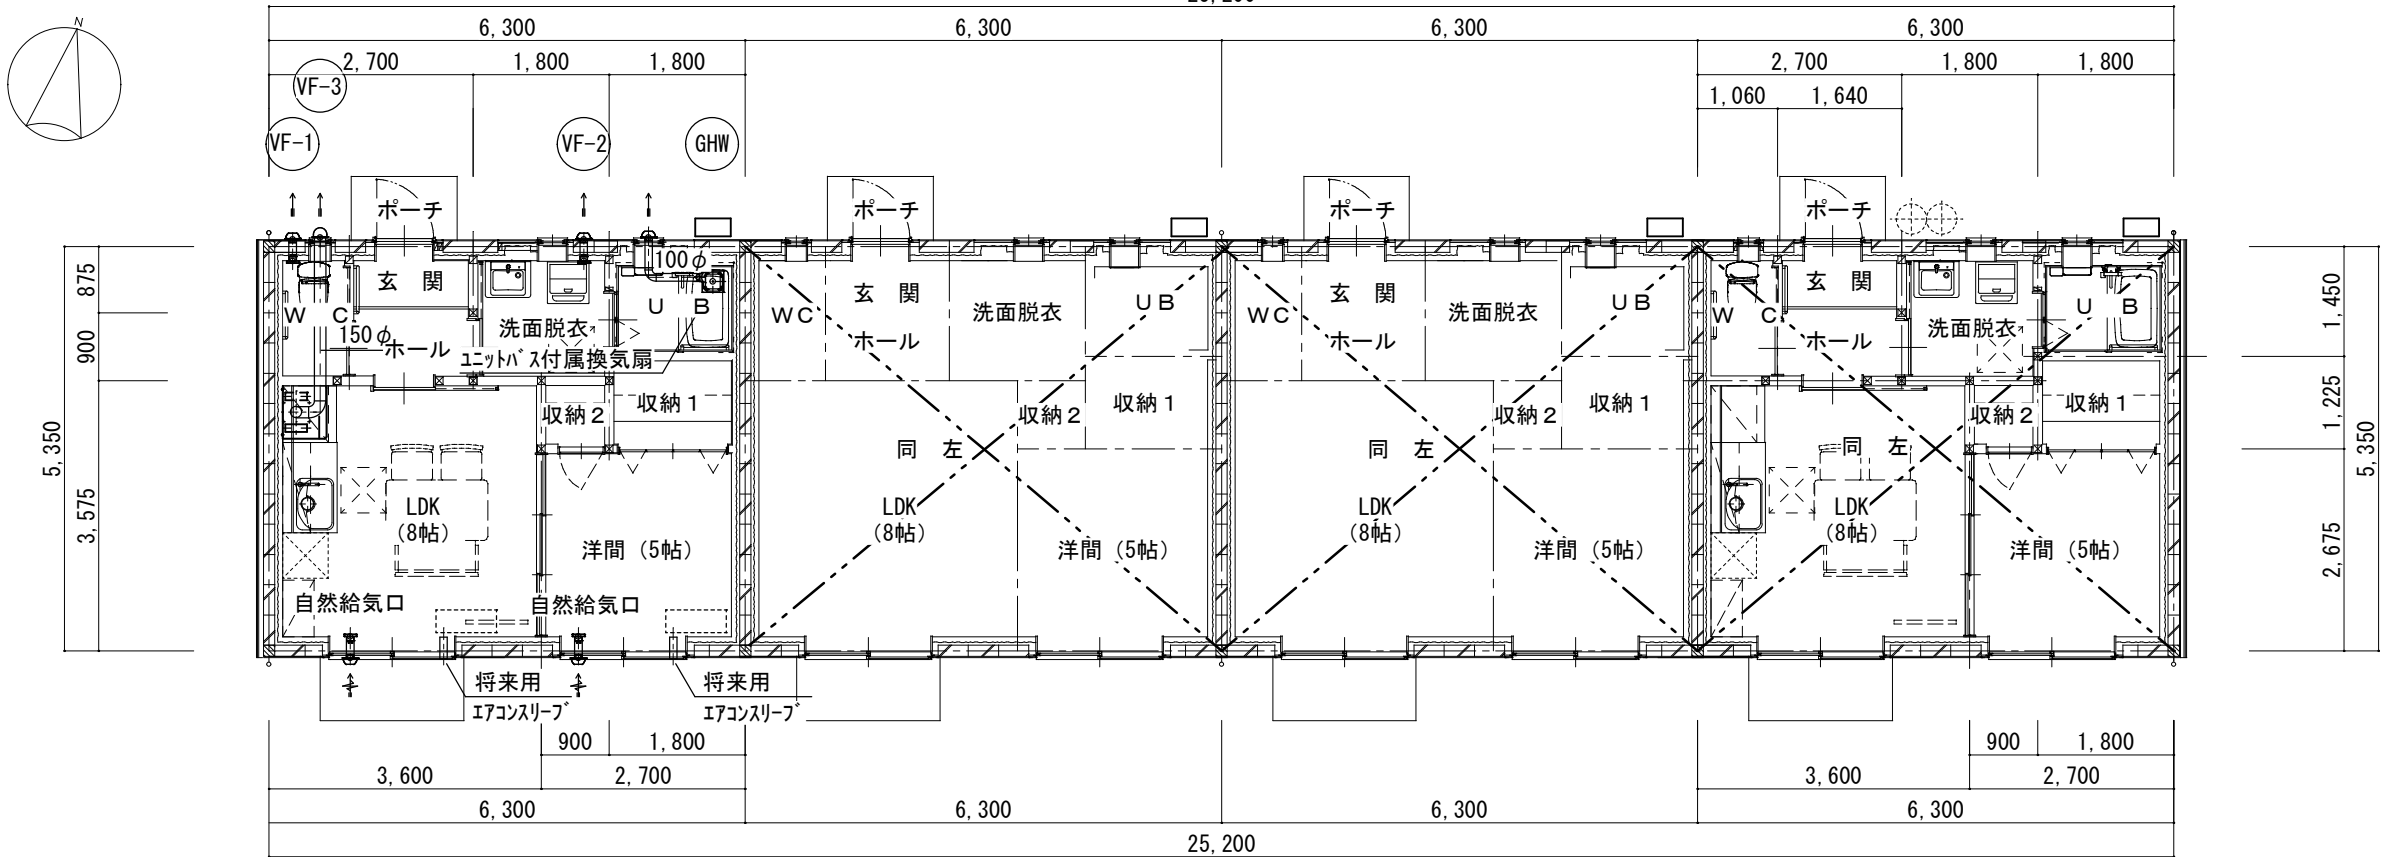 N
6,300
6,300
6,300
6,300
2,700
1,800
1,800
2,700
1,800
1,800
VF-3
1,060
1,640
VF-1
VF-2
GHW
ポーチ
ポーチ
ポーチ
ポーチ
100φ
玄 関
U B
W C
150φ
ホール
洗面脱衣
ユニットバス付属換気扇
玄 関
UB
WC
洗面脱衣
ホール
玄 関
UB
WC
洗面脱衣
ホール
玄 関
U B
W C
洗面脱衣
ホール
875
900
3,575
5,350
1,450
1,225
2,675
5,350
収納2
収納1
収納2
収納1
収納2
収納1
収納2
収納1
同 左
同 左
同 左
LDK
(8帖)
洋間(5帖)
LDK
(8帖)
洋間(5帖)
LDK
(8帖)
洋間(5帖)
LDK
(8帖)
洋間(5帖)
自然給気口
自然給気口
将来用
エアコンスリーブ
将来用
エアコンスリーブ
900
1,800
900
1,800
3,600
2,700
3,600
2,700
6,300
6,300
6,300
6,300
25,200